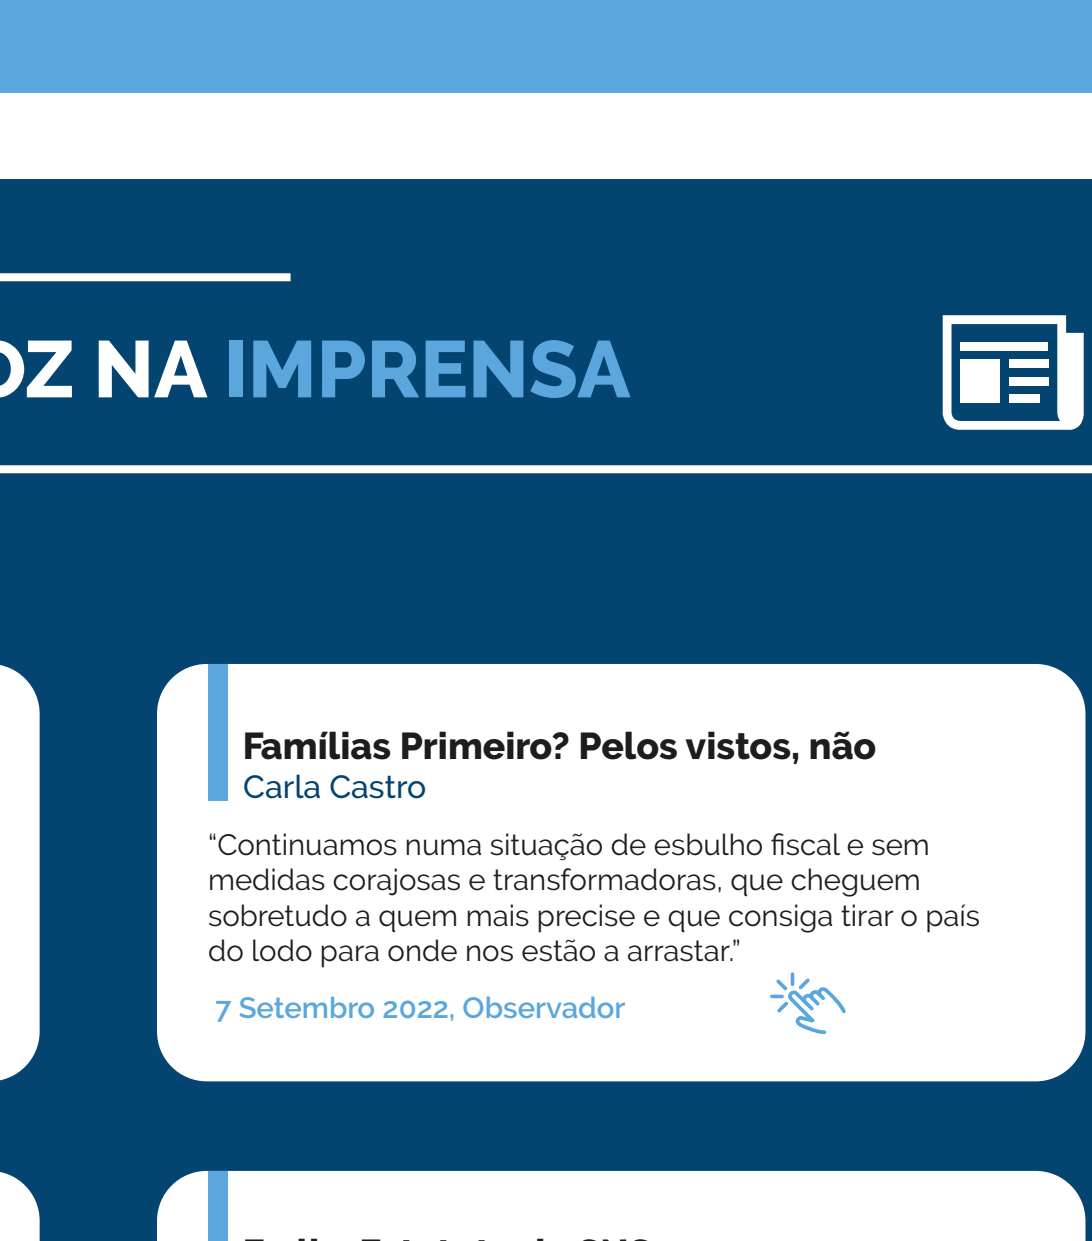 OZ NA IMPRENSA
Famílias Primeiro? Pelos vistos, não
Carla Castro
“Continuamos numa situação de esbulho fiscal e sem
medidas corajosas e transformadoras, que cheguem
sobretudo a quem mais precise e que consiga tirar o país
do lodo para onde nos estão a arrastar.”
7 Setembro 2022, Observador